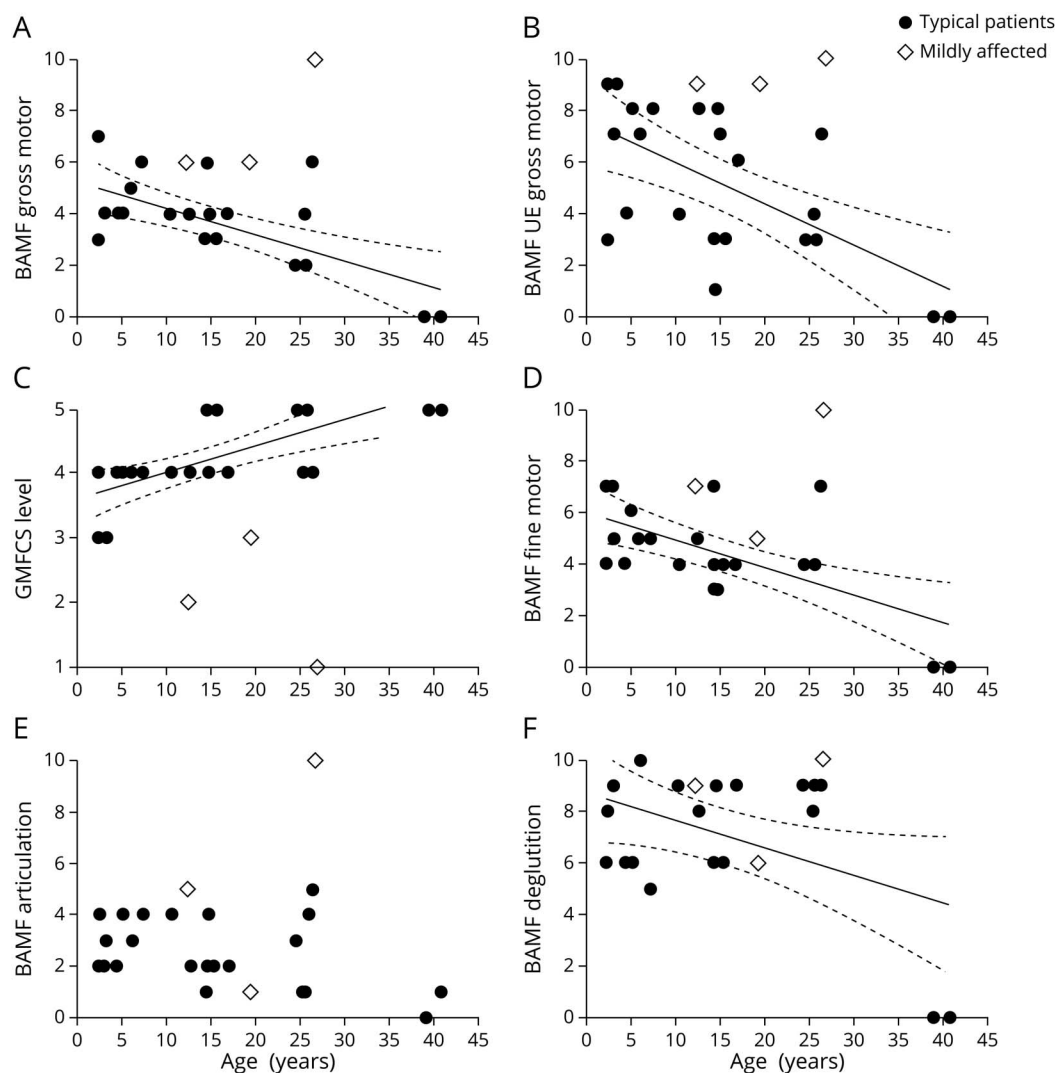 Typical patients
Mildly affected
A
BAMF gross motor
10
8
6
4
2
0
0 5 10 15 20 25 30 35 40 45
B
BAMF UE gross motor
10
8
6
4
2
0
0 5 10 15 20 25 30 35 40 45
C
GMFCS level
5
4
3
2
1
0 5 10 15 20 25 30 35 40 45
D
BAMF fine motor
10
8
6
4
2
0
0 5 10 15 20 25 30 35 40 45
E
BAMF articulation
10
8
6
4
2
0
0 5 10 15 20 25 30 35 40 45
Age (years)
F
BAMF deglutition
10
8
6
4
2
0
0 5 10 15 20 25 30 35 40 45
Age (years)